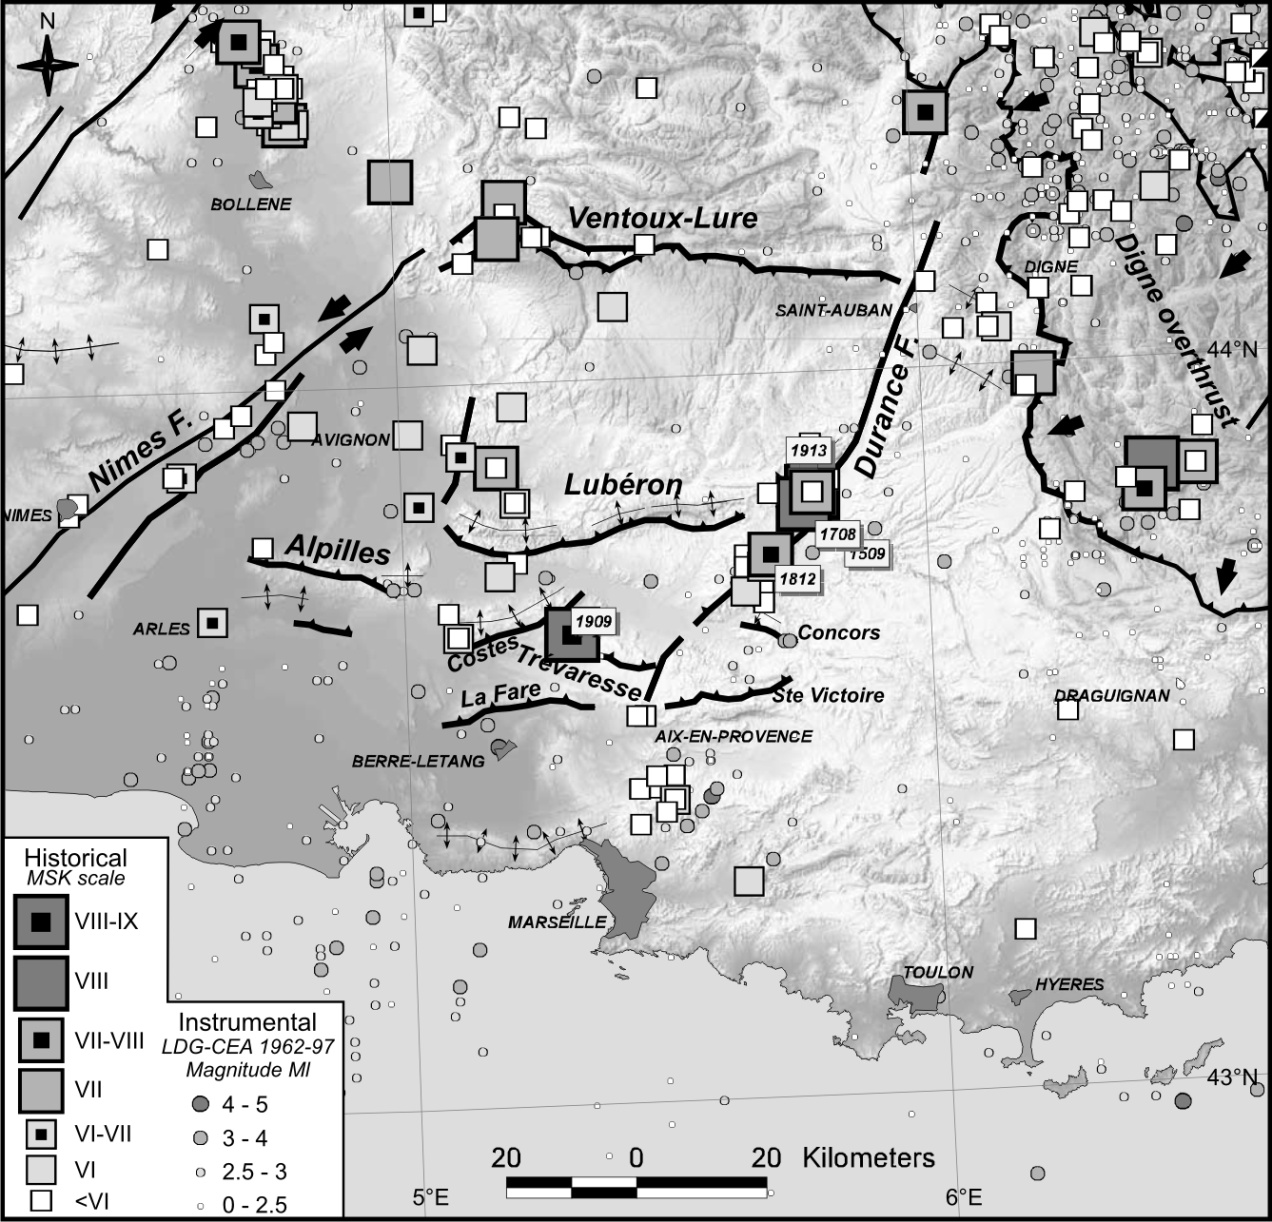 N
BOLLENE
Ventoux-Lure
DIGNE
SAINT-AUBAN
Digne overthrust
44°N
Durance F.
Nimes F.
AVIGNON
1913
Lubéron
NIMES
1708
1509
Alpilles
1812
1909
ARLES
Concors
Costes
Trévaresse
La Fare
Ste Victoire
DRAGUIGNAN
AIX-EN-PROVENCE
BERRE-LETANG
MARSEILLE
TOULON
HYERES
43°N
Historical
MSK scale
VIII-IX
VIII
VII-VIII
VII
VI-VII
VI
<VI
Instrumental
LDG-CEA 1962-97
Magnitude Ml
4 - 5
3 - 4
2.5 - 3
0 - 2.5
20 0 20 Kilometers
5°E
6°E